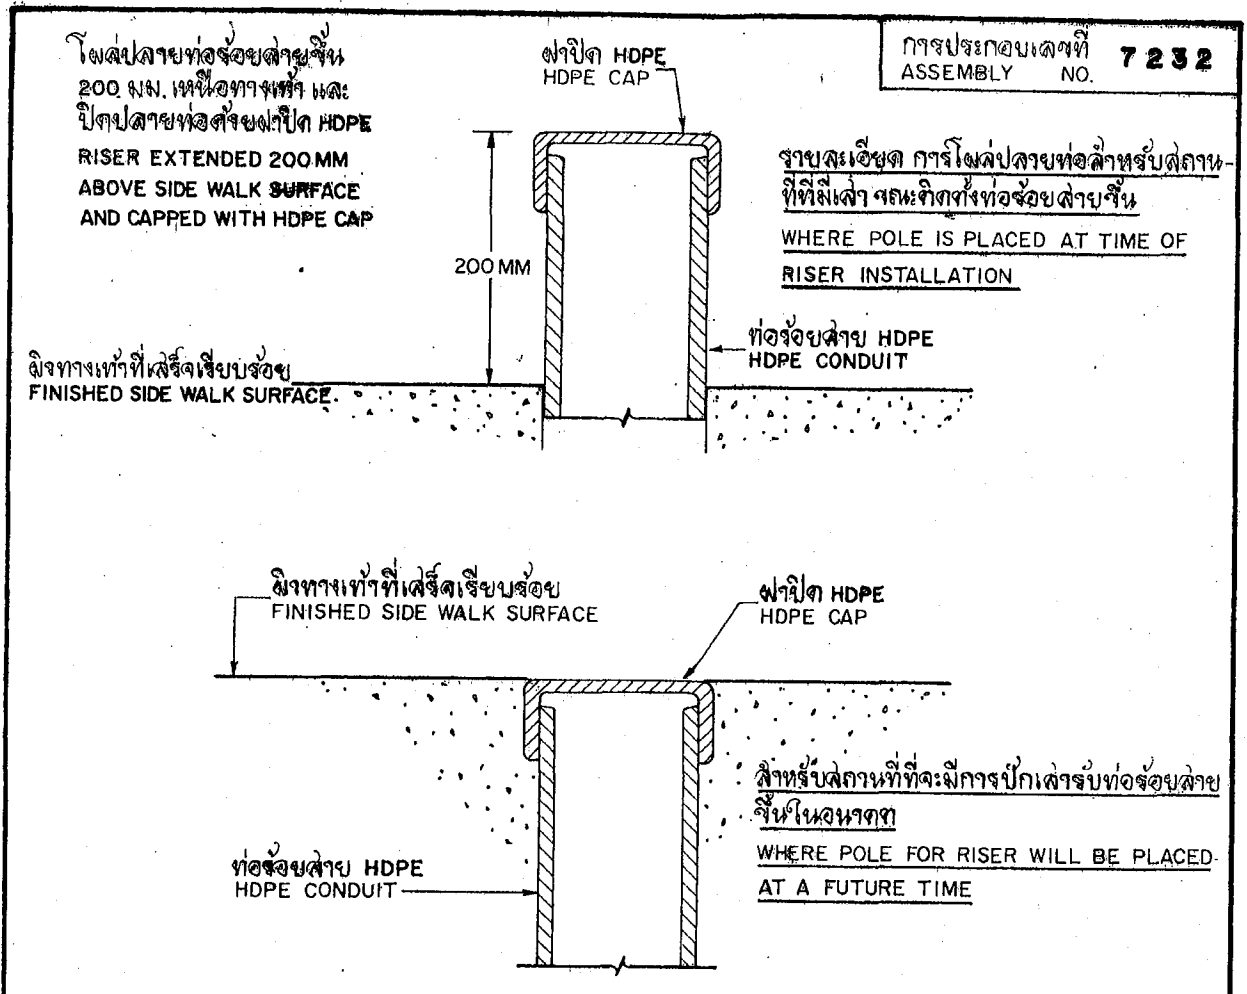 การประกอบเลขที่ 7232
ASSEMBLY NO.
โผล่ปลายท่อร้อยสายขึ้น
200 มม. เหนือทางเท้า และ
ปิดปลายท่อด้วยฝาปิด HDPE
RISER EXTENDED 200 MM
ABOVE SIDE WALK SURFACE
AND CAPPED WITH HDPE CAP
ฝาปิด HDPE
HDPE CAP
รายละเอียด การโผล่ปลายท่อสำหรับสถาน-
ที่ที่มีเสา ขณะติดตั้งท่อร้อยสายขึ้น
WHERE POLE IS PLACED AT TIME OF
RISER INSTALLATION
200 MM
ท่อร้อยสาย HDPE
HDPE CONDUIT
ผิวทางเท้าที่เสร็จเรียบร้อย
FINISHED SIDE WALK SURFACE.
ผิวทางเท้าที่เสร็จเรียบร้อย
FINISHED SIDE WALK SURFACE
ฝาปิด HDPE
HDPE CAP
สำหรับสถานที่ที่จะมีการปักเสารับท่อร้อยสาย
ขึ้นในอนาคต
WHERE POLE FOR RISER WILL BE PLACED
AT A FUTURE TIME
ท่อร้อยสาย HDPE
HDPE CONDUIT